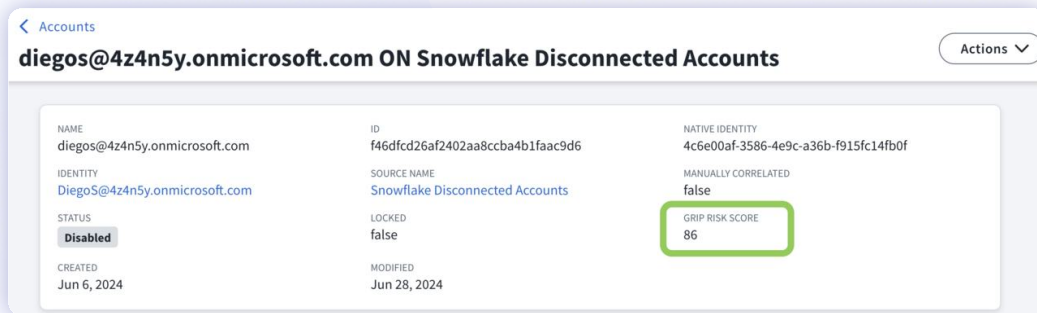 Accounts
diegos@4z4n5y.onmicrosoft.com ON Snowflake Disconnected Accounts
Actions
NAME
diegos@4z4n5y.onmicrosoft.com
ID
f46dfcd26af2402aa8ccba4b1faac9d6
NATIVE IDENTITY
4c6e00af-3586-4e9c-a36b-f915fc14fb0f
IDENTITY
DiegoS@4z4n5y.onmicrosoft.com
SOURCE NAME
Snowflake Disconnected Accounts
MANUALLY CORRELATED
false
STATUS
Disabled
LOCKED
false
GRIP RISK SCORE
86
CREATED
Jun 6, 2024
MODIFIED
Jun 28, 2024